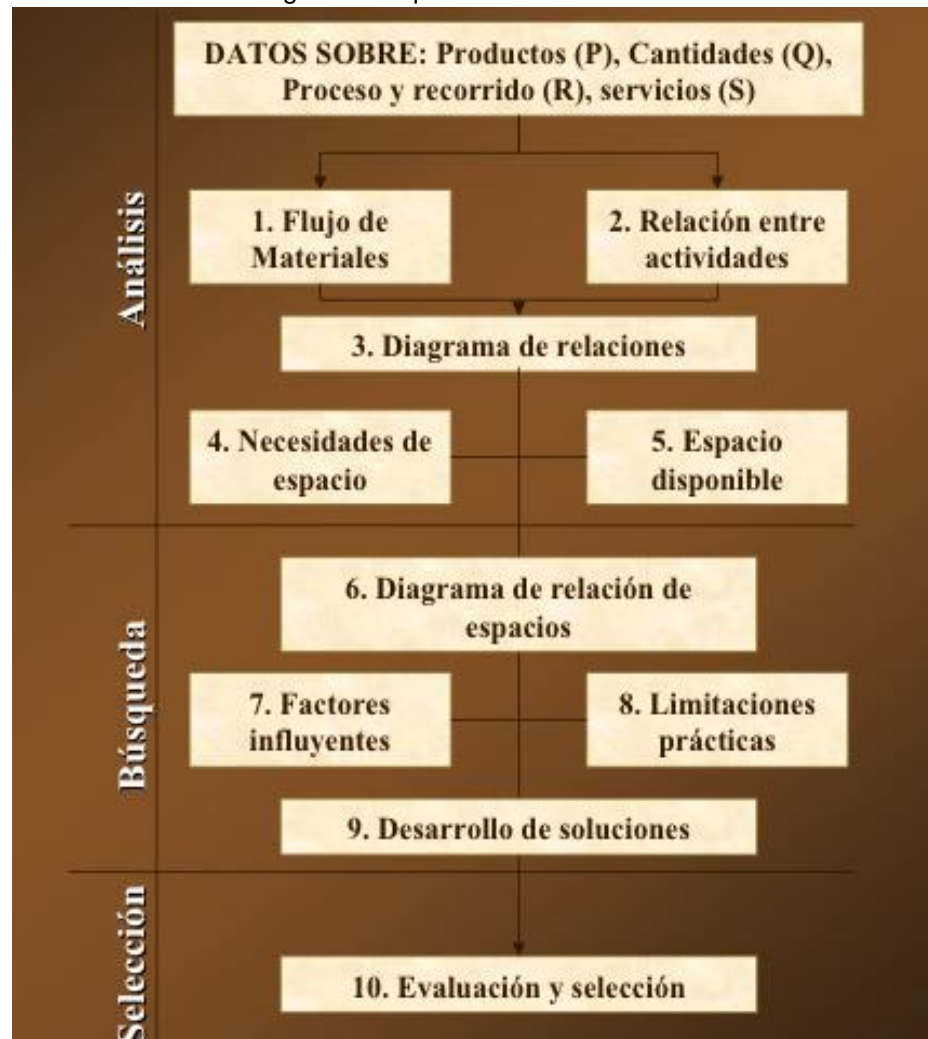 DATOS SOBRE: Productos (P), Cantidades (Q),
Proceso y recorrido (R), servicios (S)
Análisis
1. Flujo de
Materiales
2. Relación entre
actividades
3. Diagrama de relaciones
4. Necesidades de
espacio
5. Espacio
disponible
Búsqueda
6. Diagrama de relación de
espacios
7. Factores
influyentes
8. Limitaciones
prácticas
9. Desarrollo de soluciones
Selección
10. Evaluación y selección